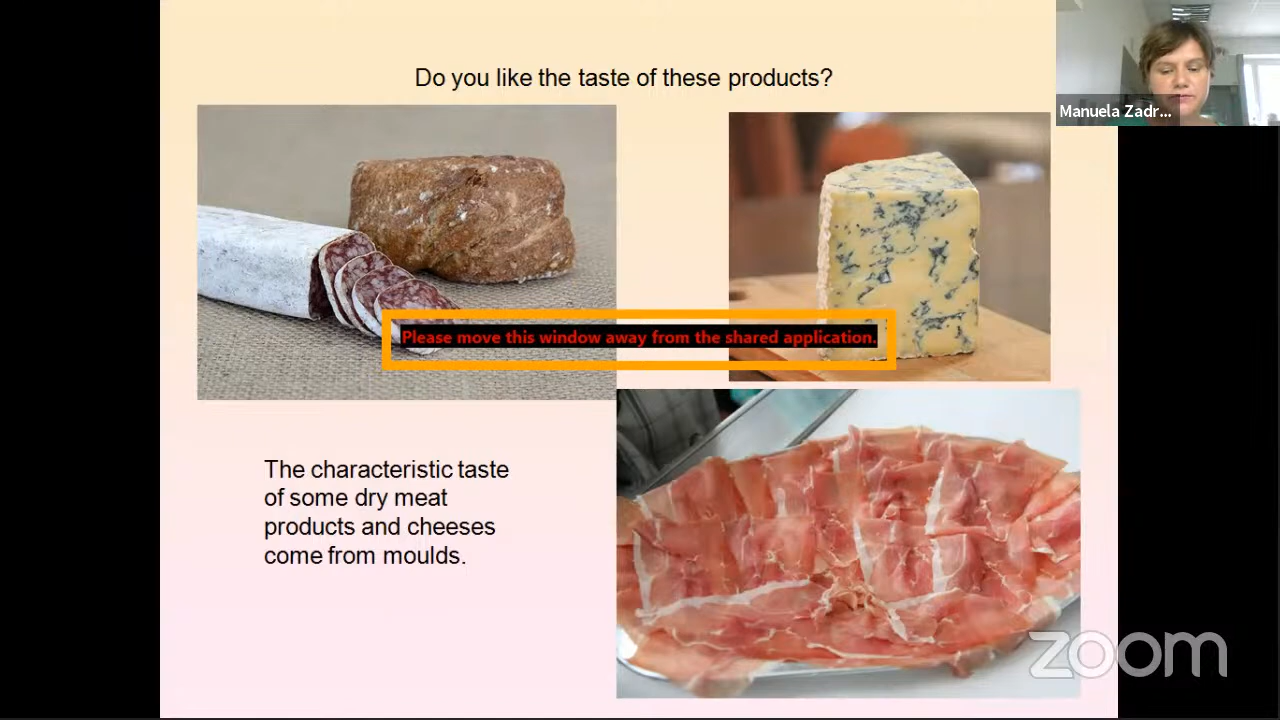 Do you like the taste of these products?
Manuela Zadr...
Please move this window away from the shared application.
The characteristic taste
of some dry meat
products and cheeses
come from moulds.
zoom